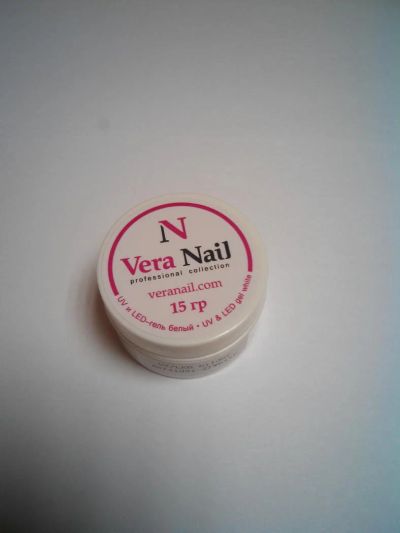 N
Vera Nail
professional collection
veranail.com
15 гр
UV и LED-гель белый • UV & LED gel white